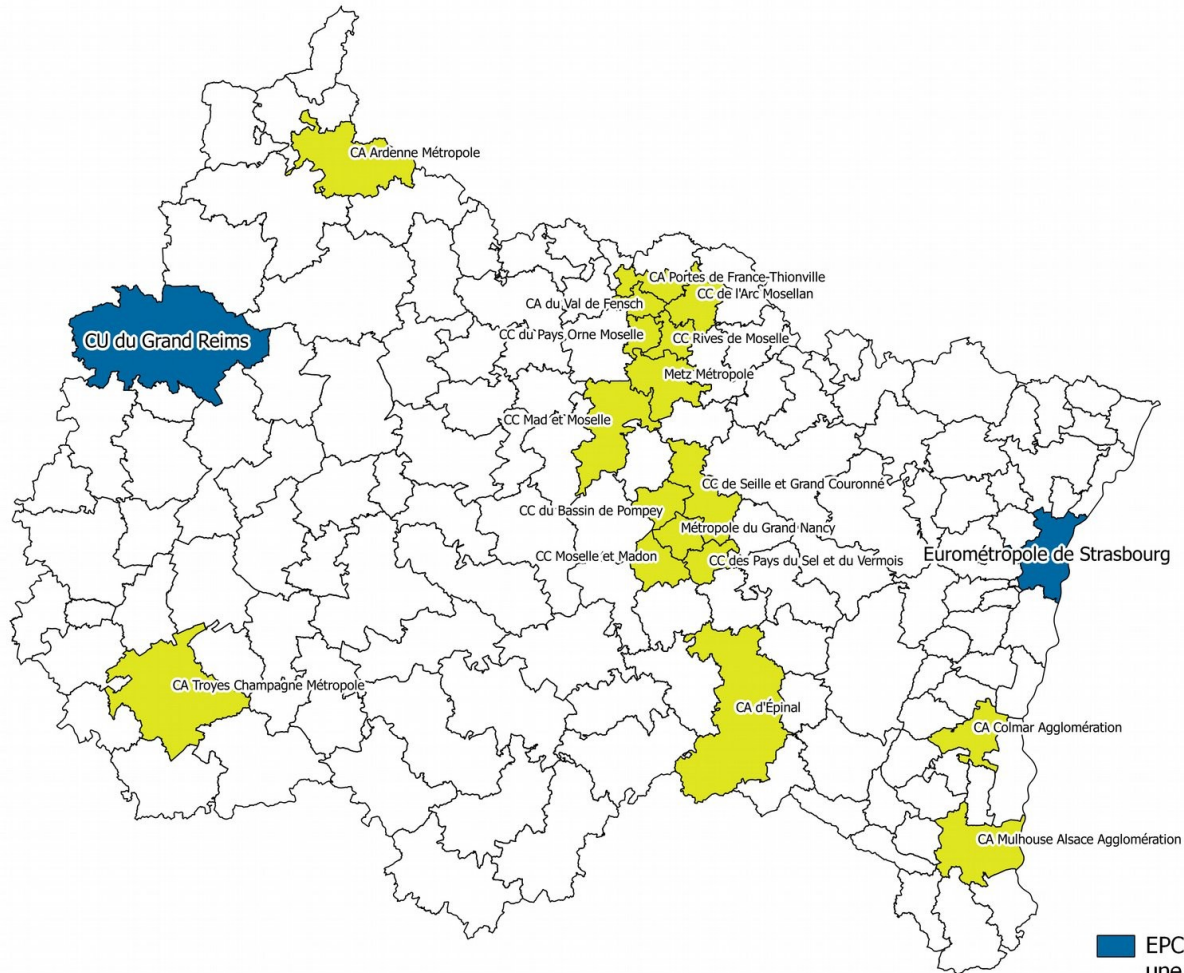 CA Ardenne Métropole
CA Portes de France-Thionville
CC de l'Arc Mosellan
CA du Val de Fensch
CC du Pays Orne Moselle
CC Rives de Moselle
CU du Grand Reims
Metz Métropole
CC Mad et Moselle
CC de Seille et Grand Couronné
CC du Bassin de Pompey
Métropole du Grand Nancy
Eurométropole de Strasbourg
CC Moselle et Madon
CC des Pays du Sel et du Vermois
CA Troyes Champagne Métropole
CA d'Épinal
CA Colmar Agglomération
CA Mulhouse Alsace Agglomération
EPC
une